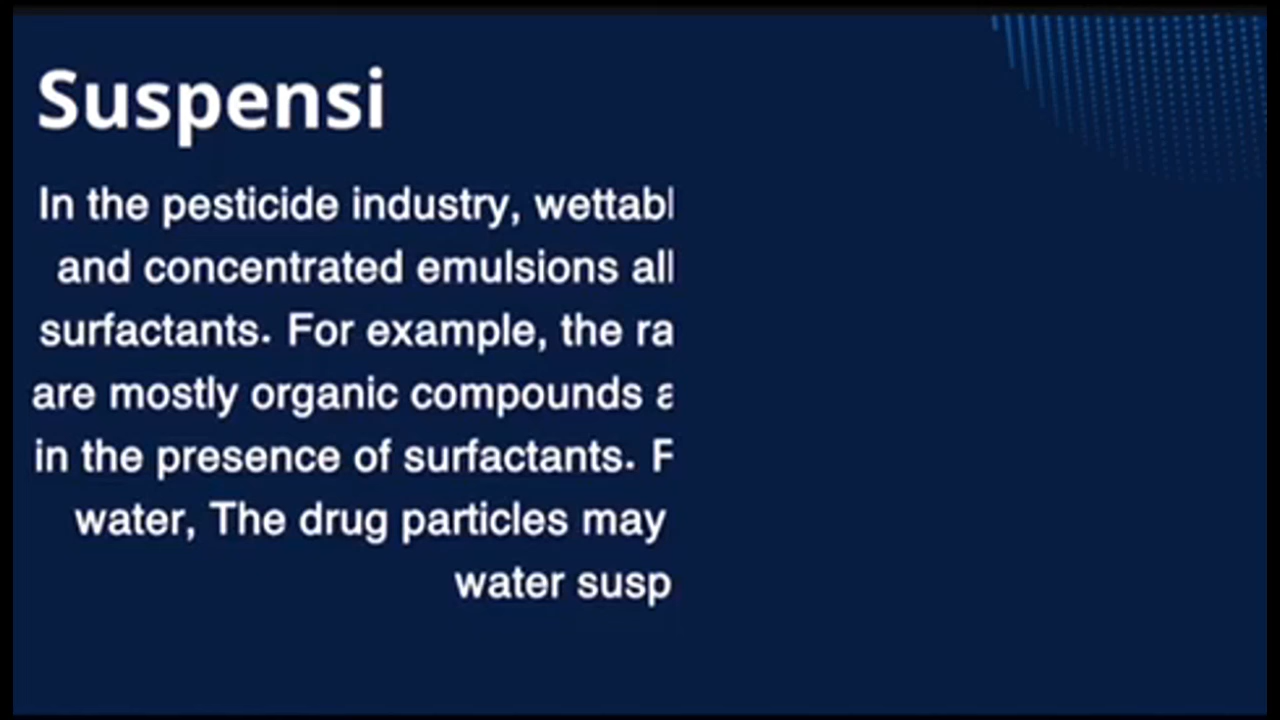 Suspensi
In the pesticide industry, wettabl
and concentrated emulsions all
surfactants. For example, the ra
are mostly organic compounds a
in the presence of surfactants. F
water, The drug particles may
water susp